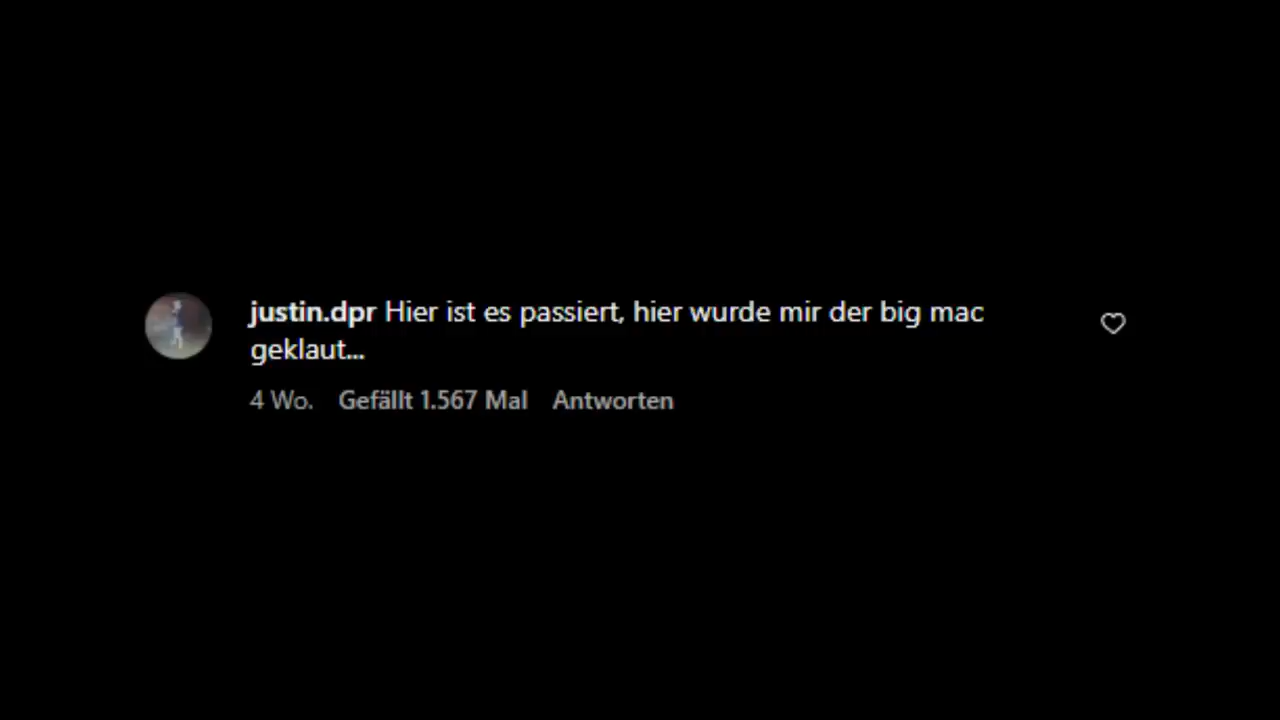 justin.dpr Hier ist es passiert, hier wurde mir der big mac
geklaut...
4 Wo. Gefällt 1.567 Mal Antworten